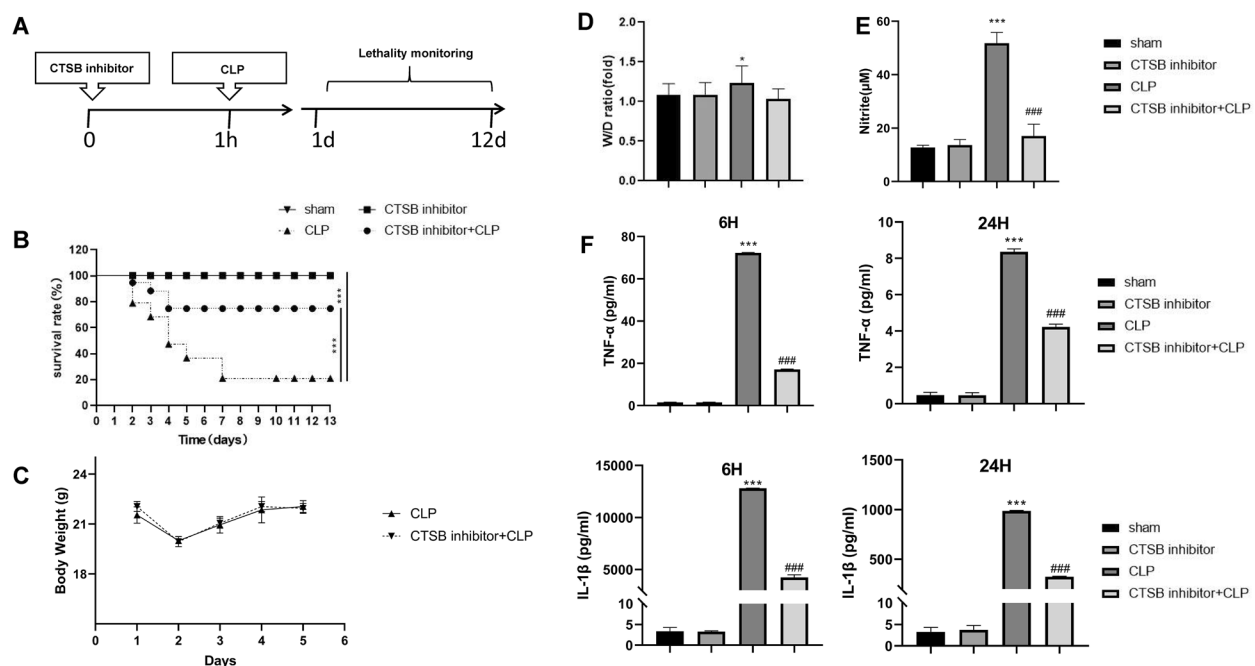 A
CTSB inhibitor
CLP
Lethality monitoring
0
1h
1d
12d
sham
CTSB inhibitor
CLP
CTSB inhibitor+CLP
B
survival rate (%)
120
100
80
60
40
20
0
0 1 2 3 4 5 6 7 8 9 10 11 12 13
Time(days)
***
***
C
Body Weight (g)
22
20
18
0 1 2 3 4 5 6
Days
CLP
CTSB inhibitor+CLP
D
W/D ratio(fold)
2.0
1.5
1.0
0.5
0.0
*
E
Nitrite(μM)
60
40
20
0
***
###
sham
CTSB inhibitor
CLP
CTSB inhibitor+CLP
F
6H
TNF-α (pg/ml)
80
60
40
20
0
***
###
24H
TNF-α (pg/ml)
10
8
6
4
2
0
***
###
sham
CTSB inhibitor
CLP
CTSB inhibitor+CLP
6H
IL-1β (pg/ml)
15000
10000
5000
10
5
0
***
###
24H
IL-1β (pg/ml)
1500
1000
500
10
5
0
***
###
sham
CTSB inhibitor
CLP
CTSB inhibitor+CLP